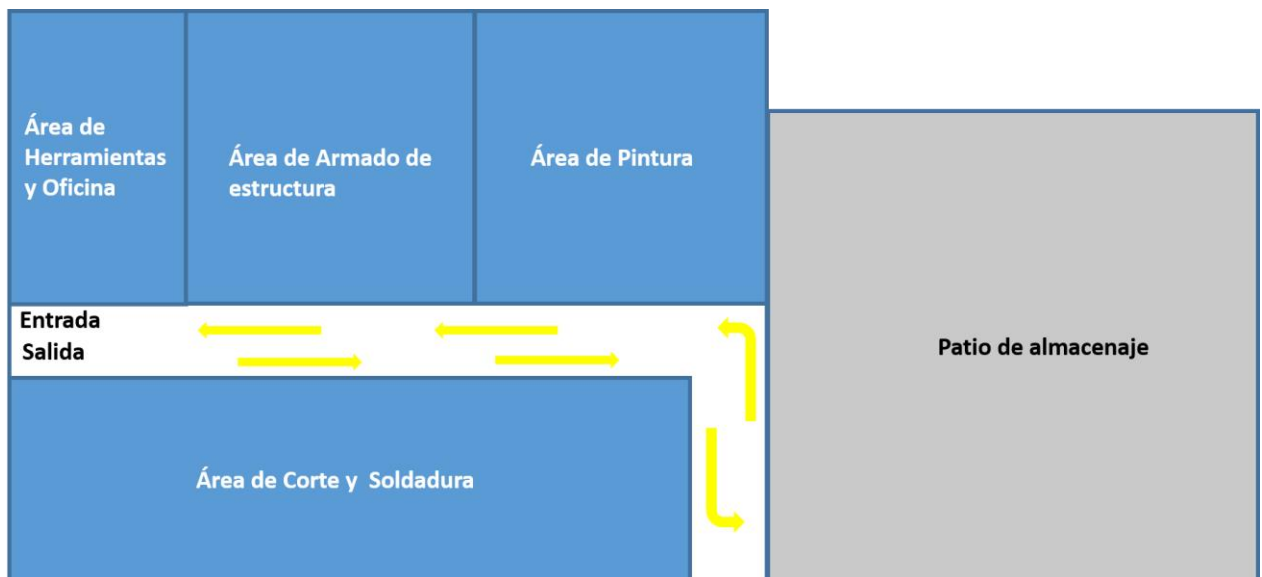 Área de
Herramientas
y Oficina
Área de Armado de
estructura
Área de Pintura
Entrada
Salida
Patio de almacenaje
Área de Corte y  Soldadura